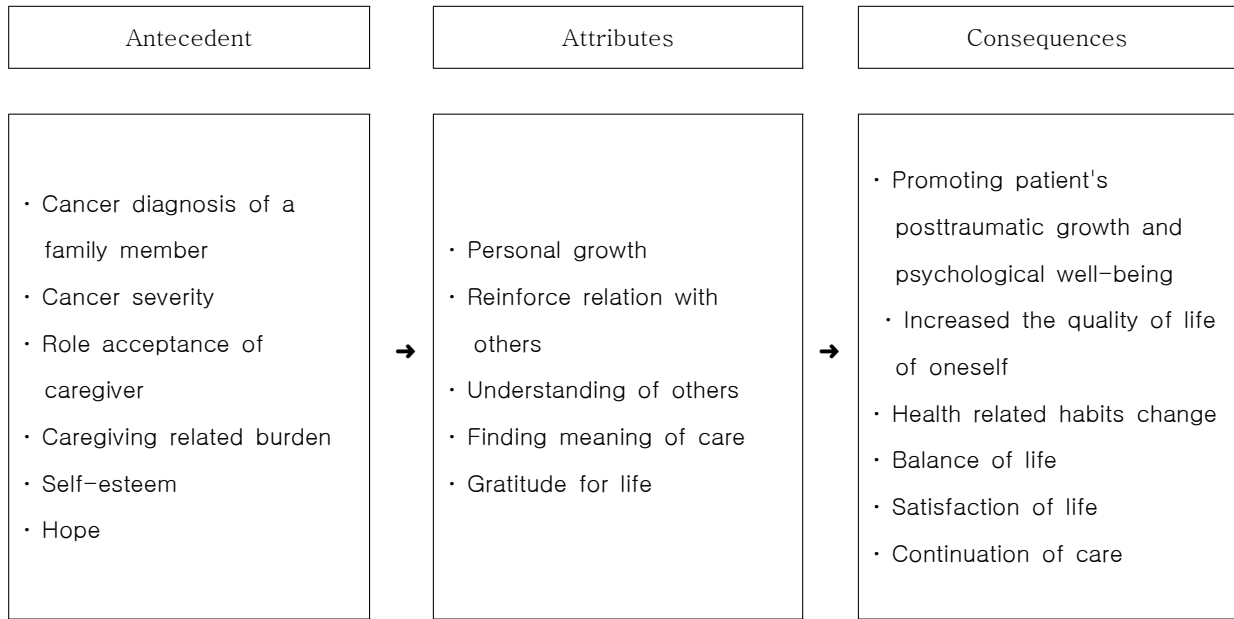 Antecedent
Attributes
Consequences
· Cancer diagnosis of a
family member
· Cancer severity
· Role acceptance of
caregiver
· Caregiving related burden
· Self-esteem
· Hope
➜
· Personal growth
· Reinforce relation with
others
· Understanding of others
· Finding meaning of care
· Gratitude for life
➜
· Promoting patient's
posttraumatic growth and
psychological well-being
· Increased the quality of life
of oneself
· Health related habits change
· Balance of life
· Satisfaction of life
· Continuation of care